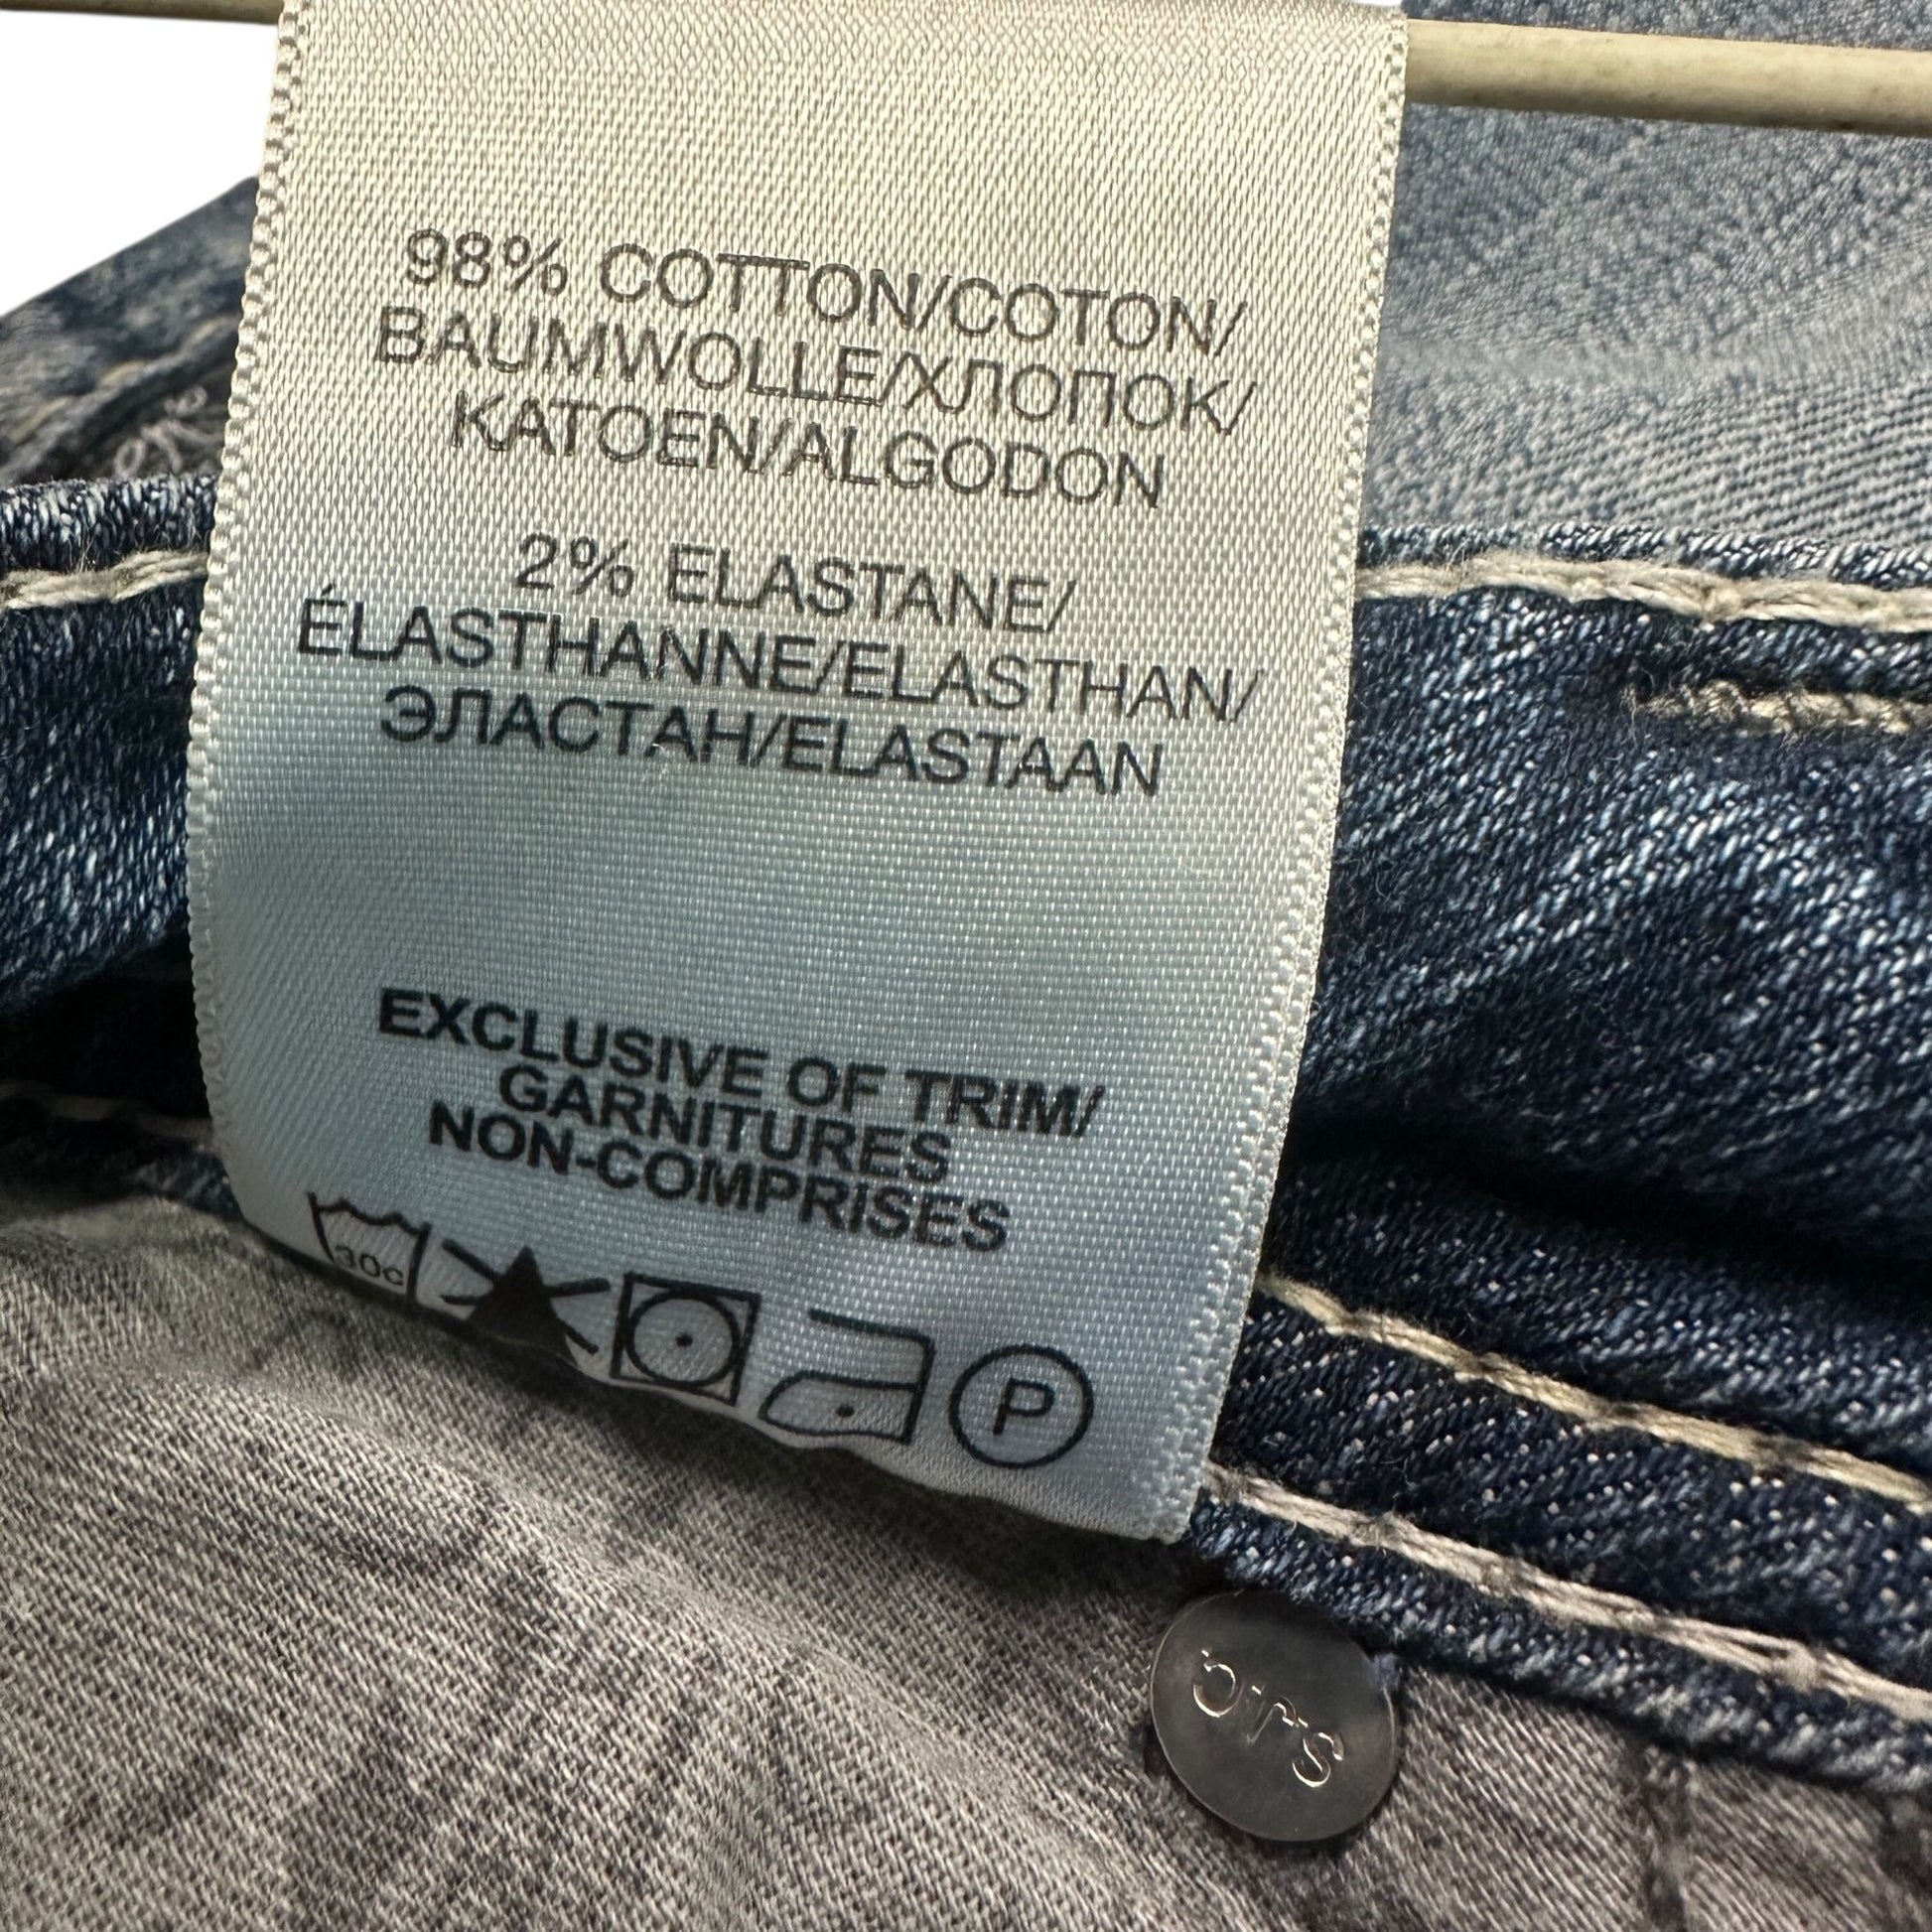 98% COTTON/COTON/
BAUMWOLLE/ХЛОПОК/
KATOEN/ALGODON
2% ELASTANE/
ÉLASTHANNE/ELASTHAN/
ЭЛАСТАН/ELASTAAN
EXCLUSIVE OF TRIM/
GARNITURES
NON-COMPRISES
30c
P